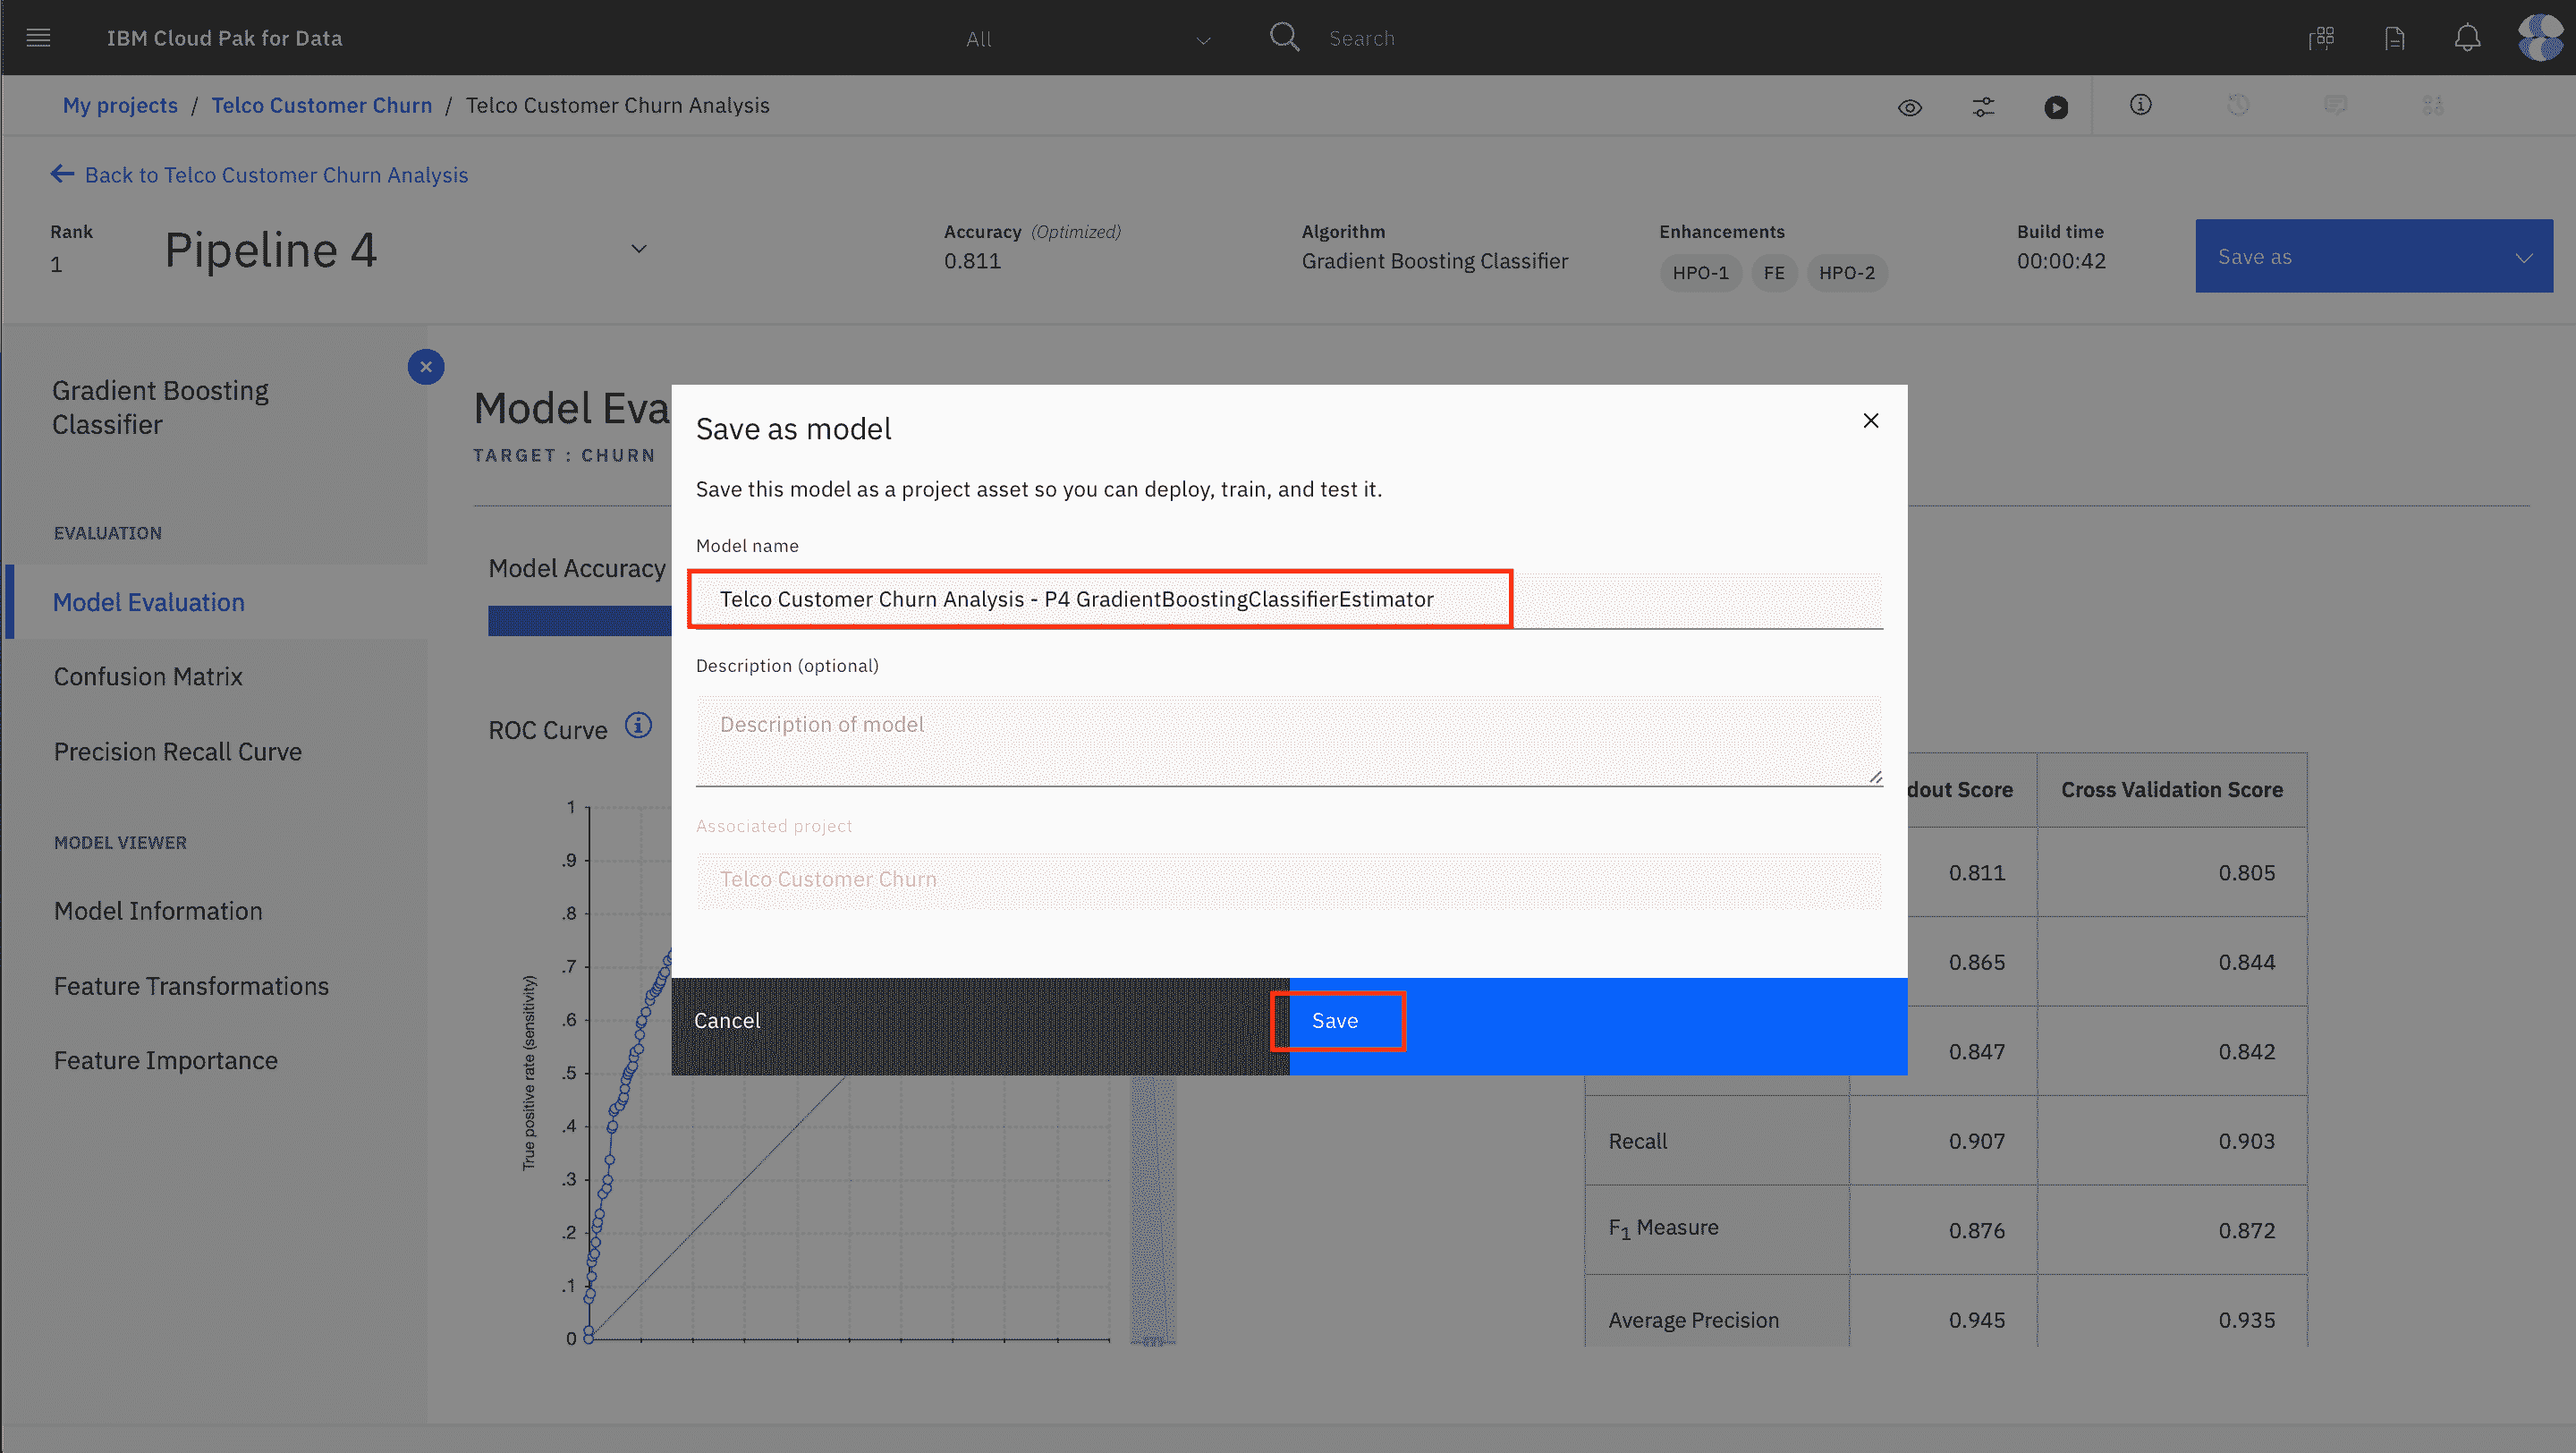 IBM Cloud Pak for Data
All
Search
My projects / Telco Customer Churn / Telco Customer Churn Analysis
Back to Telco Customer Churn Analysis
Rank
1
Pipeline 4
Accuracy (Optimized)
0.811
Algorithm
Gradient Boosting Classifier
Enhancements
HPO-1 FE HPO-2
Build time
00:00:42
Save as
Gradient Boosting
Classifier
EVALUATION
Model Evaluation
Confusion Matrix
Precision Recall Curve
MODEL VIEWER
Model Information
Feature Transformations
Feature Importance
Model Eva
TARGET : CHURN
Model Accuracy
ROC Curve
True positive rate (sensitivity)
1
.9
.8
.7
.6
.5
.4
.3
.2
.1
0
Save as model
Save this model as a project asset so you can deploy, train, and test it.
Model name
Telco Customer Churn Analysis - P4 GradientBoostingClassifierEstimator
Description (optional)
Description of model
Associated project
Telco Customer Churn
Cancel
Save
dout Score Cross Validation Score
0.811 0.805
0.865 0.844
0.847 0.842
Recall 0.907 0.903
F1 Measure 0.876 0.872
Average Precision 0.945 0.935